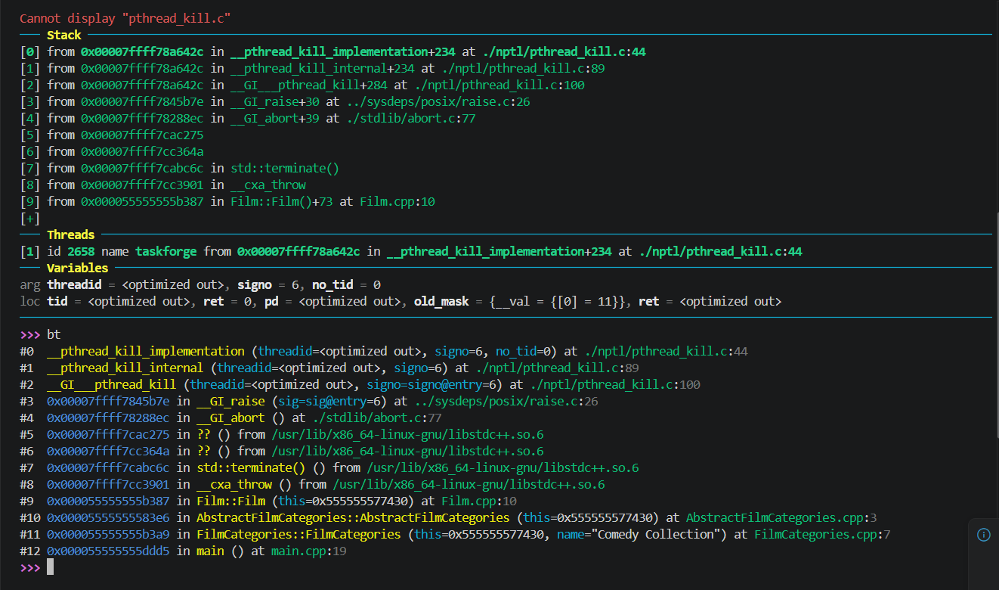 Cannot display "pthread_kill.c"
Stack
[0] from 0x00007ffff78a642c in __pthread_kill_implementation+234 at ./nptl/pthread_kill.c:44
[1] from 0x00007ffff78a642c in __pthread_kill_internal+234 at ./nptl/pthread_kill.c:89
[2] from 0x00007ffff78a642c in __GI___pthread_kill+284 at ./nptl/pthread_kill.c:100
[3] from 0x00007ffff7845b7e in __GI_raise+30 at ../sysdeps/posix/raise.c:26
[4] from 0x00007ffff78288ec in __GI_abort+39 at ./stdlib/abort.c:77
[5] from 0x00007ffff7cac275
[6] from 0x00007ffff7cc364a
[7] from 0x00007ffff7cabc6c in std::terminate()
[8] from 0x00007ffff7cc3901 in __cxa_throw
[9] from 0x000055555555b387 in Film::Film()+73 at Film.cpp:10
[+]
Threads
[1] id 2658 name taskforge from 0x00007ffff78a642c in __pthread_kill_implementation+234 at ./nptl/pthread_kill.c:44
Variables
arg threadid = <optimized out>, signo = 6, no_tid = 0
loc tid = <optimized out>, ret = 0, pd = <optimized out>, old_mask = {__val = {[0] = 11}}, ret = <optimized out>
>>> bt
#0 __pthread_kill_implementation (threadid=<optimized out>, signo=6, no_tid=0) at ./nptl/pthread_kill.c:44
#1 __pthread_kill_internal (threadid=<optimized out>, signo=6) at ./nptl/pthread_kill.c:89
#2 __GI___pthread_kill (threadid=<optimized out>, signo=signo@entry=6) at ./nptl/pthread_kill.c:100
#3 0x00007ffff7845b7e in __GI_raise (sig=sig@entry=6) at ../sysdeps/posix/raise.c:26
#4 0x00007ffff78288ec in __GI_abort () at ./stdlib/abort.c:77
#5 0x00007ffff7cac275 in ?? () from /usr/lib/x86_64-linux-gnu/libstdc++.so.6
#6 0x00007ffff7cc364a in ?? () from /usr/lib/x86_64-linux-gnu/libstdc++.so.6
#7 0x00007ffff7cabc6c in std::terminate() () from /usr/lib/x86_64-linux-gnu/libstdc++.so.6
#8 0x00007ffff7cc3901 in __cxa_throw () from /usr/lib/x86_64-linux-gnu/libstdc++.so.6
#9 0x000055555555b387 in Film::Film (this=0x555555577430) at Film.cpp:10
#10 0x00005555555583e6 in AbstractFilmCategories::AbstractFilmCategories (this=0x555555577430) at AbstractFilmCategories.cpp:3
#11 0x000055555555b3a9 in FilmCategories::FilmCategories (this=0x555555577430, name="Comedy Collection") at FilmCategories.cpp:7
#12 0x000055555555ddd5 in main () at main.cpp:19
>>>